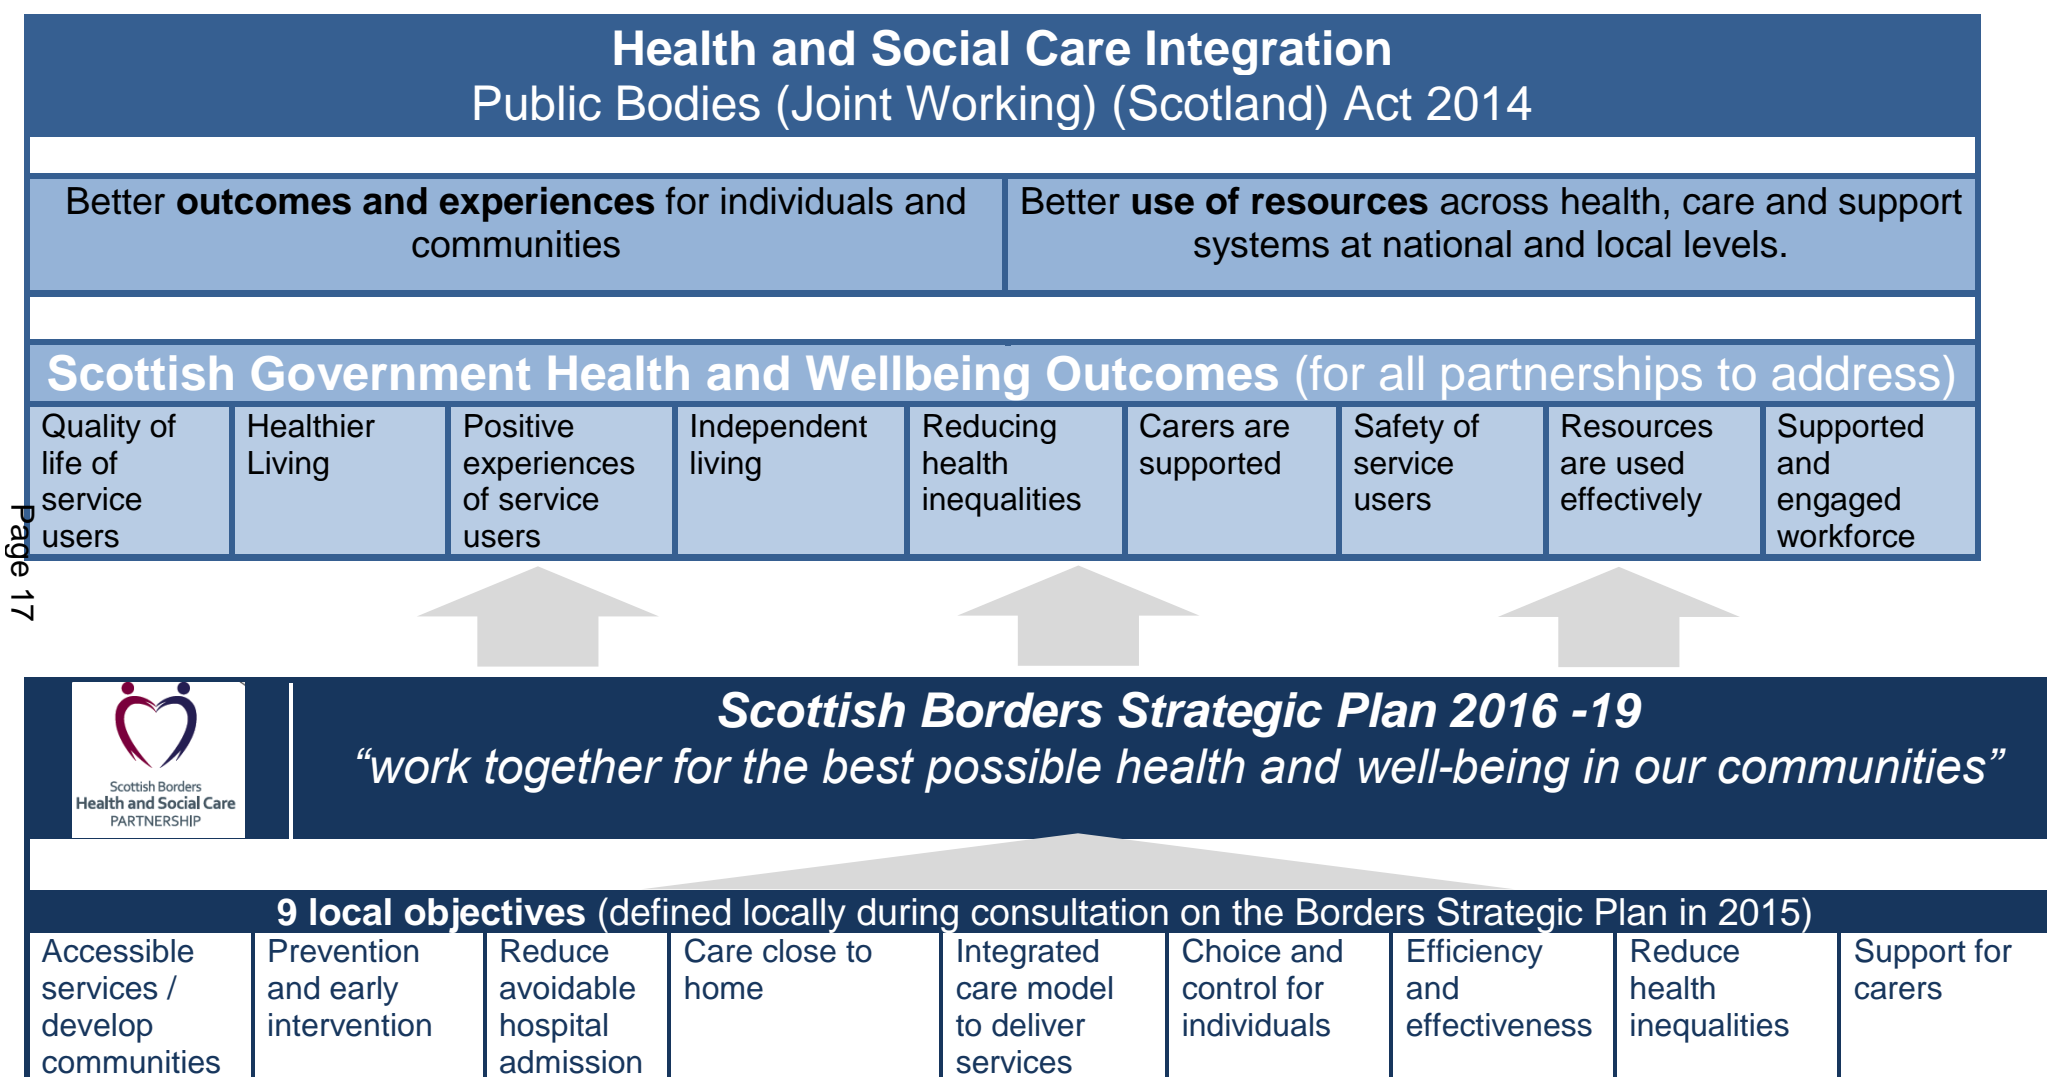 Health and Social Care Integration
Public Bodies (Joint Working) (Scotland) Act 2014
Better outcomes and experiences for individuals and
communities
Better use of resources across health, care and support
systems at national and local levels.
Scottish Government Health and Wellbeing Outcomes (for all partnerships to address)
Quality of
life of
service
users
Healthier
Living
Positive
experiences
of service
users
Independent
living
Reducing
health
inequalities
Carers are
supported
Safety of
service
users
Resources
are used
effectively
Supported
and
engaged
workforce
Page 17
Scottish Borders
Health and Social Care
PARTNERSHIP
Scottish Borders Strategic Plan 2016 -19
“work together for the best possible health and well-being in our communities”
9 local objectives (defined locally during consultation on the Borders Strategic Plan in 2015)
Accessible
services /
develop
communities
Prevention
and early
intervention
Reduce
avoidable
hospital
admission
Care close to
home
Integrated
care model
to deliver
services
Choice and
control for
individuals
Efficiency
and
effectiveness
Reduce
health
inequalities
Support for
carers